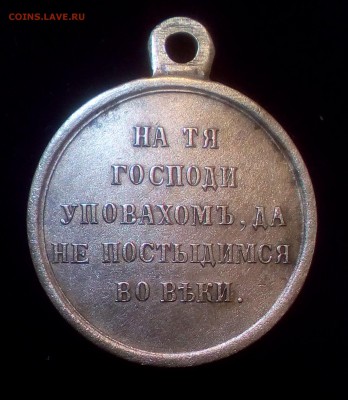 COINS.LAVE.RU
НА ТЯ
ГОСПОДИ
УПОВАХОМЪ, ДА
НЕ ПОСТЫДИМСЯ
ВО ВѢКИ.